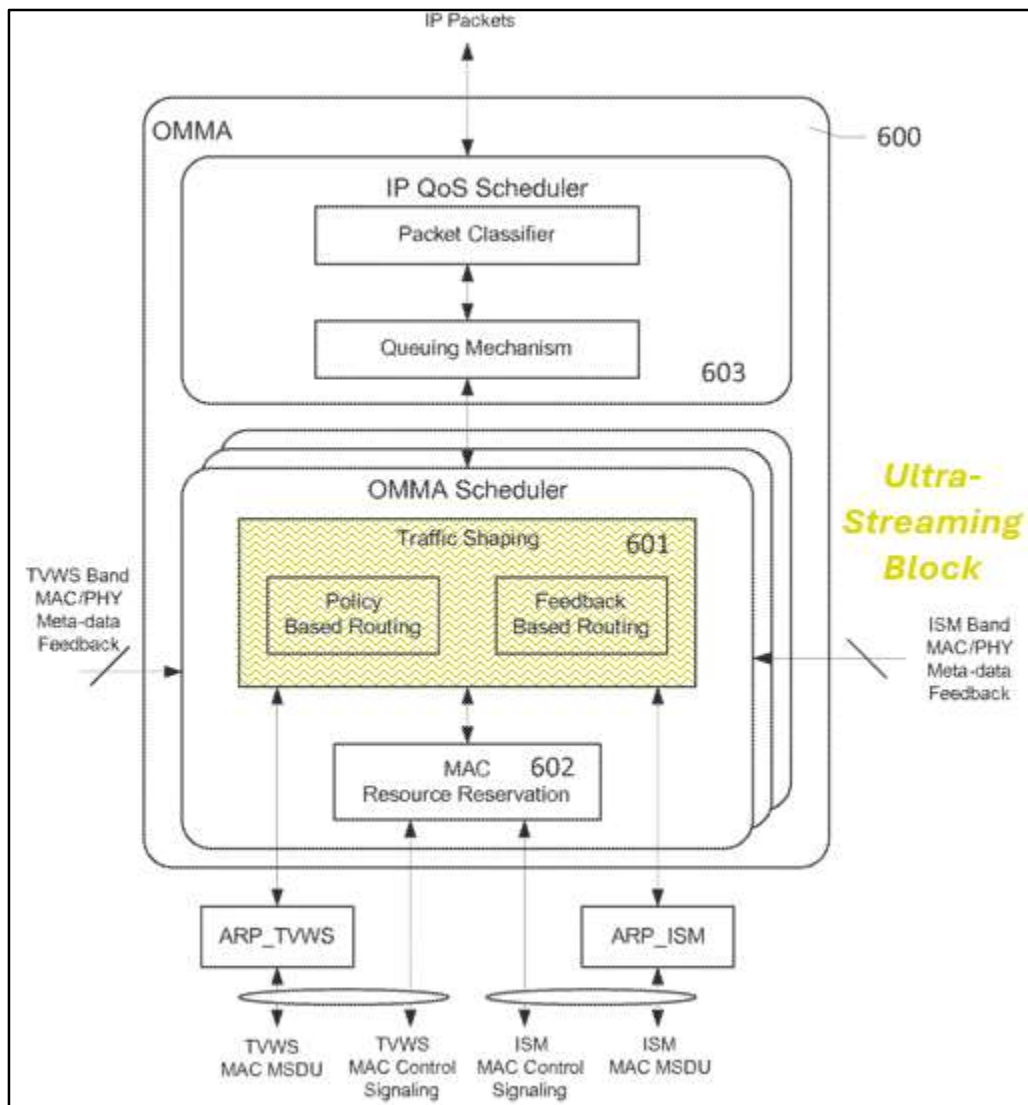 IP Packets
OMMA
600
IP QoS Scheduler
Packet Classifier
Queuing Mechanism
603
OMMA Scheduler
Traffic Shaping
601
Policy
Based Routing
Feedback
Based Routing
Ultra-
Streaming
Block
TVWS Band
MAC/PHY
Meta-data
Feedback
ISM Band
MAC/PHY
Meta-data
Feedback
MAC
602
Resource Reservation
ARP_TVWS
ARP_ISM
TVWS
MAC MSDU
TVWS
MAC Control
Signaling
ISM
MAC Control
Signaling
ISM
MAC MSDU